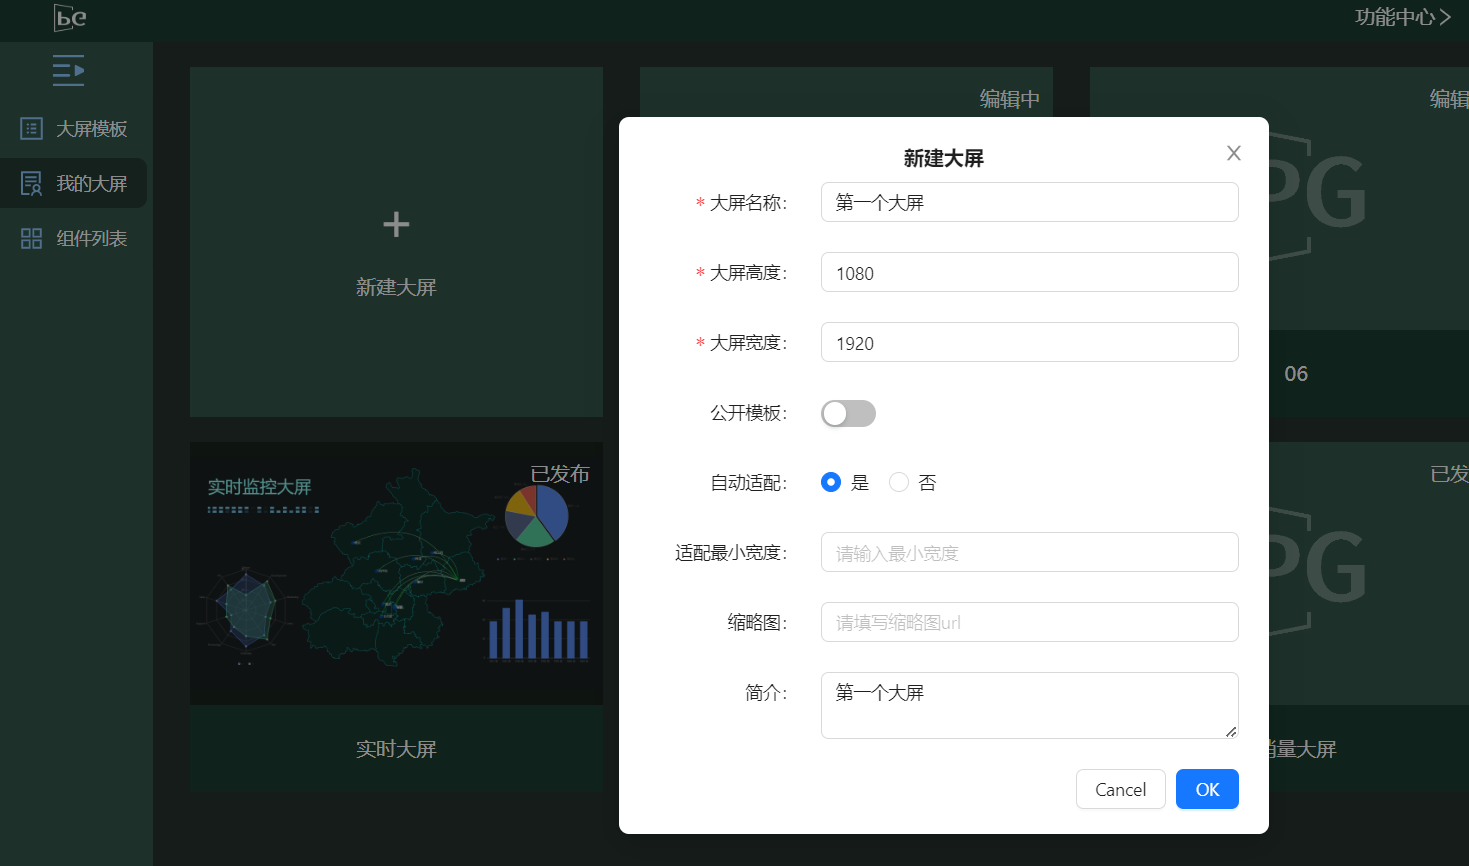 功能中心
大屏模板
我的大屏
组件列表
新建大屏
编辑中
编辑
PG
06
新建大屏
* 大屏名称:
第一个大屏
* 大屏高度:
1080
* 大屏宽度:
1920
公开模板:
自动适配:
是
否
适配最小宽度:
请输入最小宽度
缩略图:
请填写缩略图url
简介:
第一个大屏
Cancel
OK
已发布
实时监控大屏
实时大屏
已发
PG
量大屏